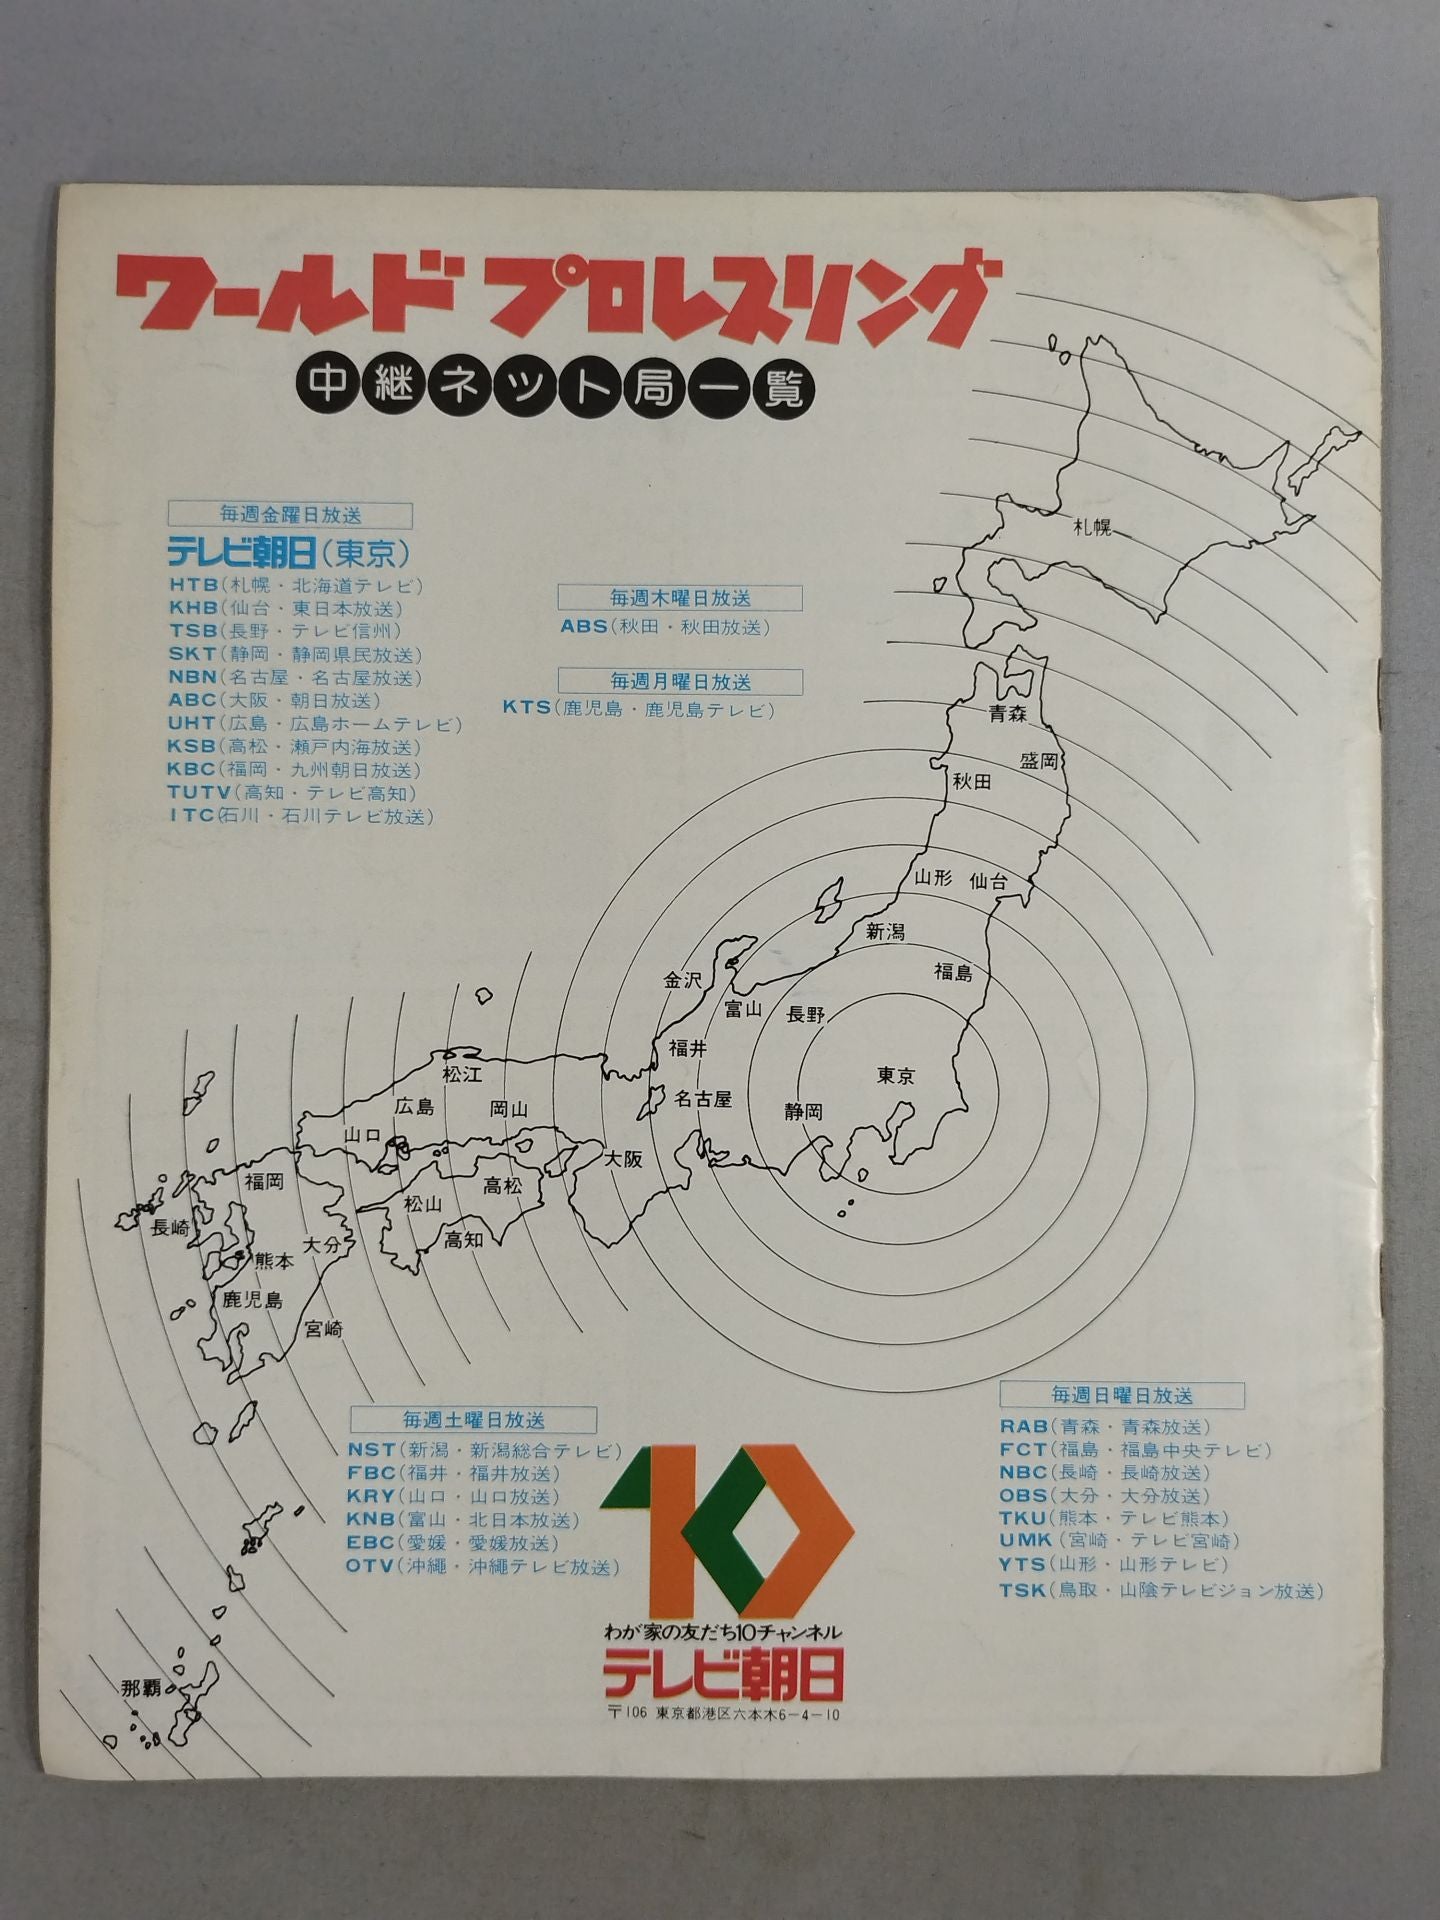 ワールドプロレスリング
中継ネット局一覧
毎週金曜日放送
テレビ朝日(東京)
HTB(札幌・北海道テレビ)
KHB(仙台・東日本放送)
TSB(長野・テレビ信州)
SKT(静岡・静岡県民放送)
NBN(名古屋・名古屋放送)
ABC(大阪・朝日放送)
UHT(広島・広島ホームテレビ)
KSB(高松・瀬戸内海放送)
KBC(福岡・九州朝日放送)
TUTV(高知・テレビ高知)
ITC(石川・石川テレビ放送)
毎週木曜日放送
ABS(秋田・秋田放送)
毎週月曜日放送
KTS(鹿児島・鹿児島テレビ)
札幌
青森
盛岡
秋田
山形 仙台
新潟
福島
金沢
富山
長野
福井
東京
名古屋
静岡
松江
広島
岡山
山口
大阪
福岡
高松
松山
長崎
高知
大分
熊本
鹿児島
宮崎
那覇
毎週土曜日放送
NST(新潟・新潟総合テレビ)
FBC(福井・福井放送)
KRY(山口・山口放送)
KNB(富山・北日本放送)
EBC(愛媛・愛媛放送)
OTV(沖縄・沖縄テレビ放送)
10
わが家の友だち10チャンネル
テレビ朝日
〒106 東京都港区六本木6-4-10
毎週日曜日放送
RAB(青森・青森放送)
FCT(福島・福島中央テレビ)
NBC(長崎・長崎放送)
OBS(大分・大分放送)
TKU(熊本・テレビ熊本)
UMK(宮崎・テレビ宮崎)
YTS(山形・山形テレビ)
TSK(鳥取・山陰テレビジョン放送)